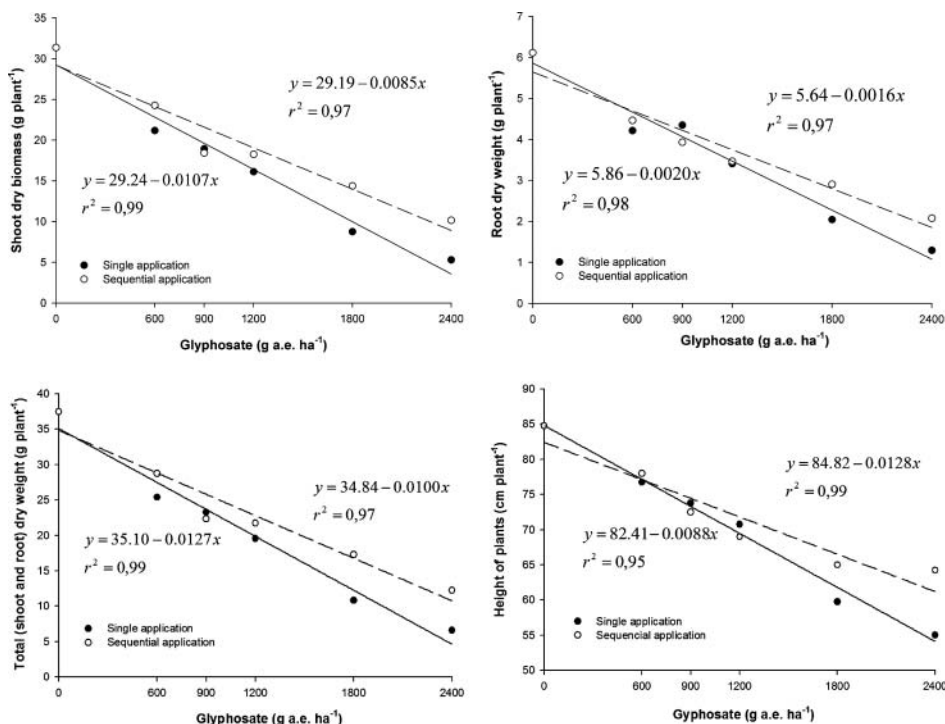 35
30
25
20
15
10
5
0
Shoot dry biomass (g plant⁻¹)
y = 29.19 − 0.0085x
r² = 0,97
y = 29.24 − 0.0107x
r² = 0,99
Single application
Sequential application
0 600 900 1200 1800 2400
Glyphosate (g a.e. ha⁻¹)
7
6
5
4
3
2
1
0
Root dry weight (g plant⁻¹)
y = 5.64 − 0.0016x
r² = 0,97
y = 5.86 − 0.0020x
r² = 0,98
Single application
Sequential application
0 600 900 1200 1800 2400
Glyphosate (g a.e. ha⁻¹)
40
35
30
25
20
15
10
5
0
Total (shoot and root) dry weight (g plant⁻¹)
y = 34.84 − 0.0100x
r² = 0,97
y = 35.10 − 0.0127x
r² = 0,99
Single application
Sequential application
0 600 900 1200 1800 2400
Glyphosate (g a.e. ha⁻¹)
90
85
80
75
70
65
60
55
50
Height of plants (cm plant⁻¹)
y = 84.82 − 0.0128x
r² = 0,99
y = 82.41 − 0.0088x
r² = 0,95
Single application
Sequencial application
0 600 900 1200 1800 2400
Gyphosate (g a.e. ha⁻¹)